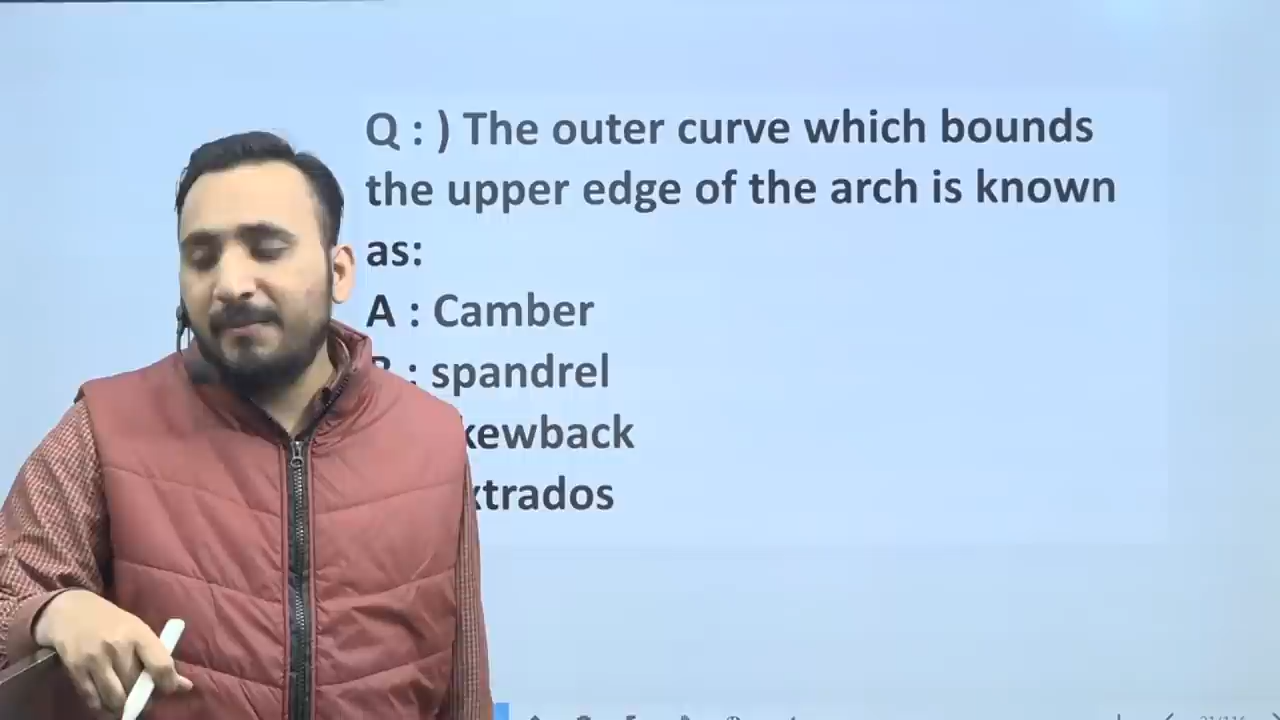 Q : ) The outer curve which bounds
the upper edge of the arch is known
as:
A : Camber
: spandrel
kewback
xtrados